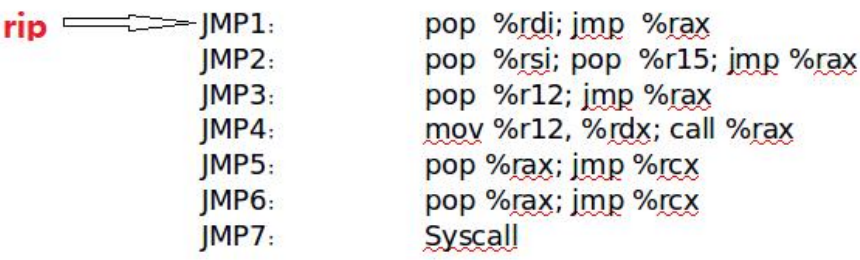 rip JMP1: pop %rdi; jmp %rax
JMP2: pop %rsi; pop %r15; jmp %rax
JMP3: pop %r12; jmp %rax
JMP4: mov %r12, %rdx; call %rax
JMP5: pop %rax; jmp %rcx
JMP6: pop %rax; jmp %rcx
JMP7: Syscall